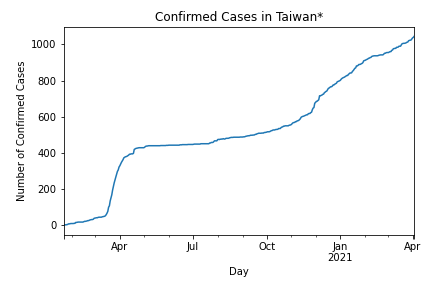 Confirmed Cases in Taiwan*
Number of Confirmed Cases
1000
800
600
400
200
0
Apr
Jul
Oct
Jan
2021
Apr
Day